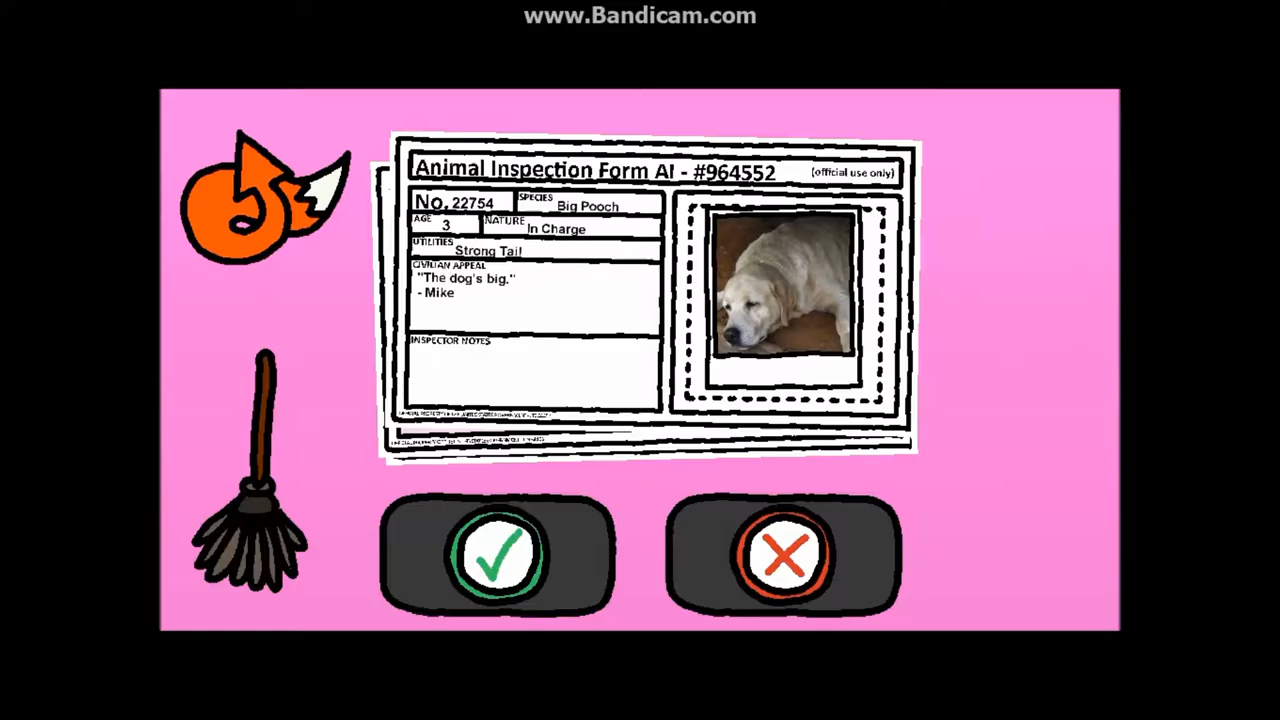 www.Bandicam.com
Animal Inspection Form AI - #964552 (official use only)
No. 22754 SPECIES Big Pooch
AGE 3 NATURE In Charge
UTILITIES Strong Tail
CIVILIAN APPEAL
"The dog's big."
- Mike
INSPECTOR NOTES